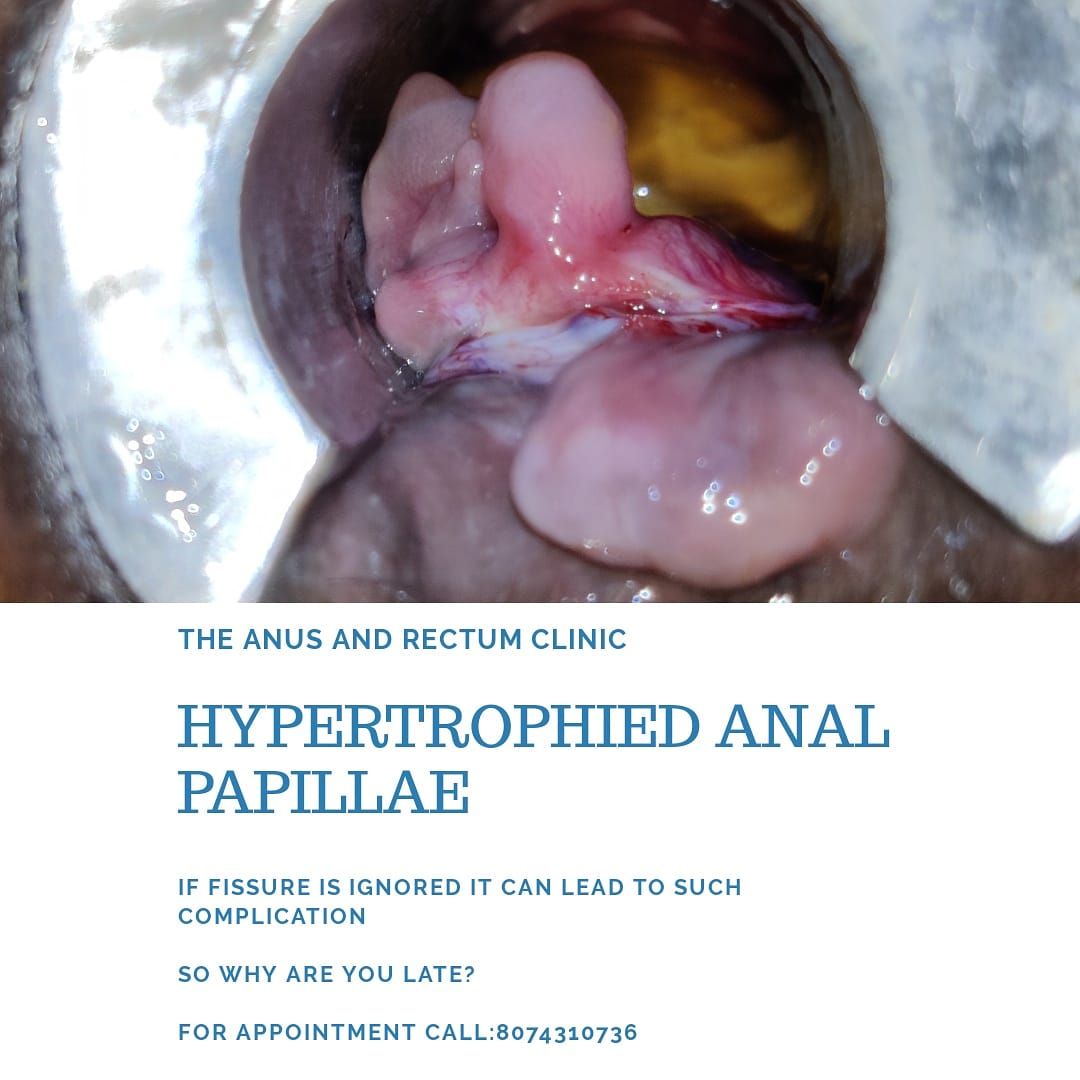 THE ANUS AND RECTUM CLINIC
HYPERTROPHIED ANAL
PAPILLAE
IF FISSURE IS IGNORED IT CAN LEAD TO SUCH
COMPLICATION
SO WHY ARE YOU LATE?
FOR APPOINTMENT CALL:8074310736